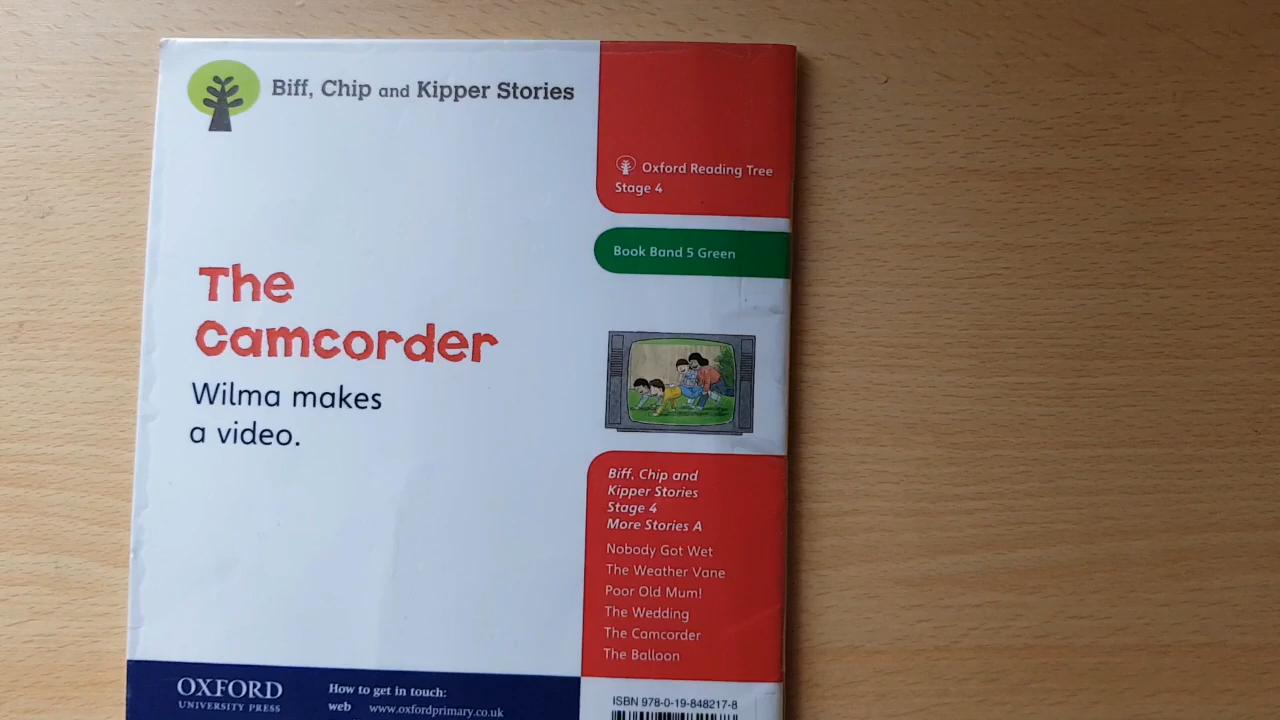 Biff, Chip and Kipper Stories
Oxford Reading Tree
Stage 4
Book Band 5 Green
The
Camcorder
Wilma makes
a video.
Biff, Chip and
Kipper Stories
Stage 4
More Stories A
Nobody Got Wet
The Weather Vane
Poor Old Mum!
The Wedding
The Camcorder
The Balloon
OXFORD
UNIVERSITY PRESS
How to get in touch:
web www.oxfordprimary.co.uk
ISBN 978-0-19-848217-8